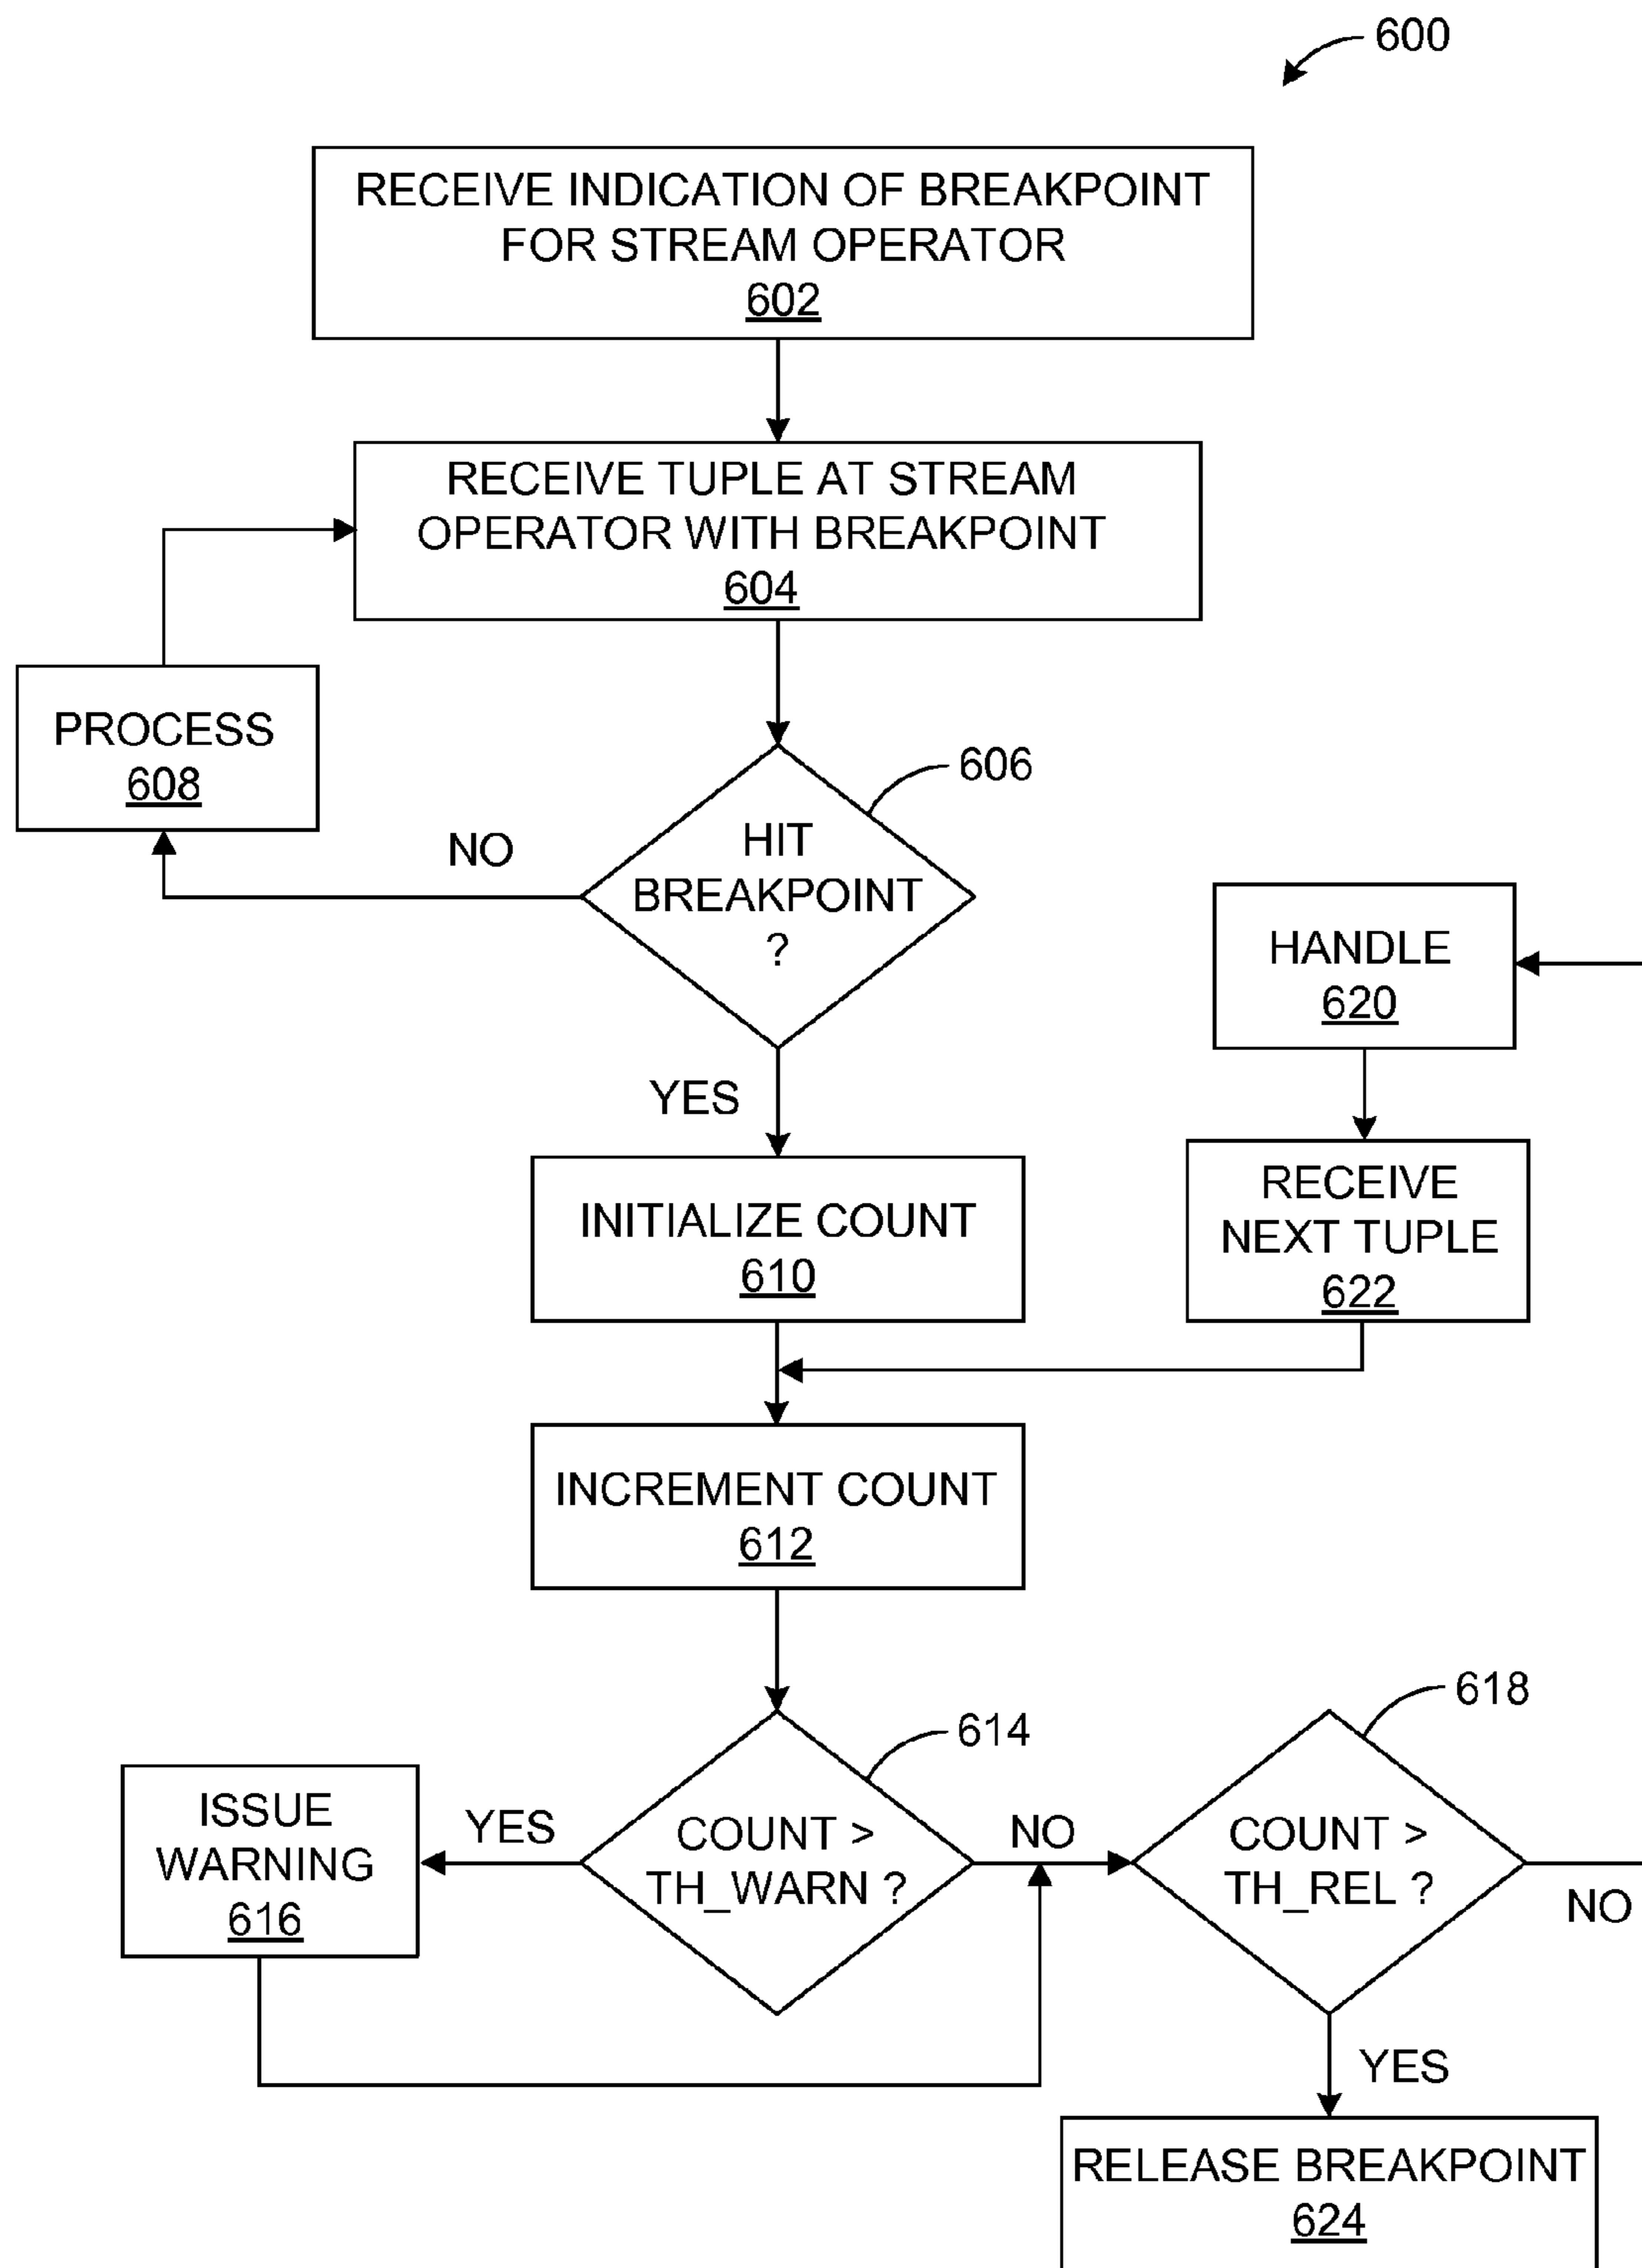 600
RECEIVE INDICATION OF BREAKPOINT
FOR STREAM OPERATOR
602
RECEIVE TUPLE AT STREAM
OPERATOR WITH BREAKPOINT
604
PROCESS
608
606
NO
HIT
BREAKPOINT
?
YES
HANDLE
620
INITIALIZE COUNT
610
RECEIVE
NEXT TUPLE
622
INCREMENT COUNT
612
614
618
ISSUE
WARNING
616
YES
COUNT >
TH_WARN ?
NO
COUNT >
TH_REL ?
NO
YES
RELEASE BREAKPOINT
624